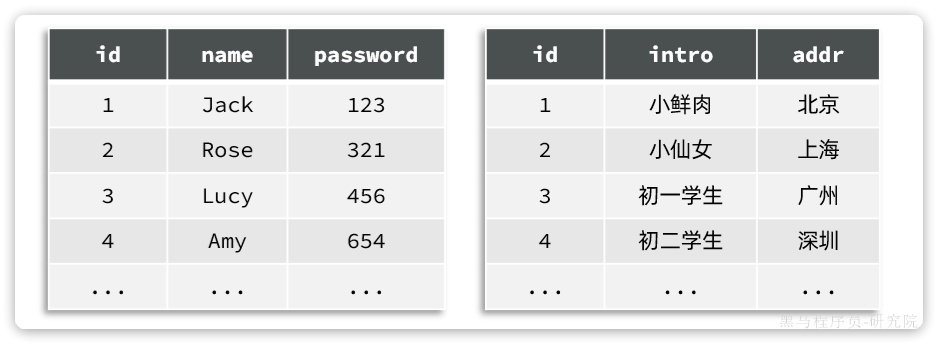 id name password id intro addr
1 Jack 123 1 小鲜肉 北京
2 Rose 321 2 小仙女 上海
3 Lucy 456 3 初一学生 广州
4 Amy 654 4 初二学生 深圳
... ... ... ... ... ...
黑马程序员-研究院